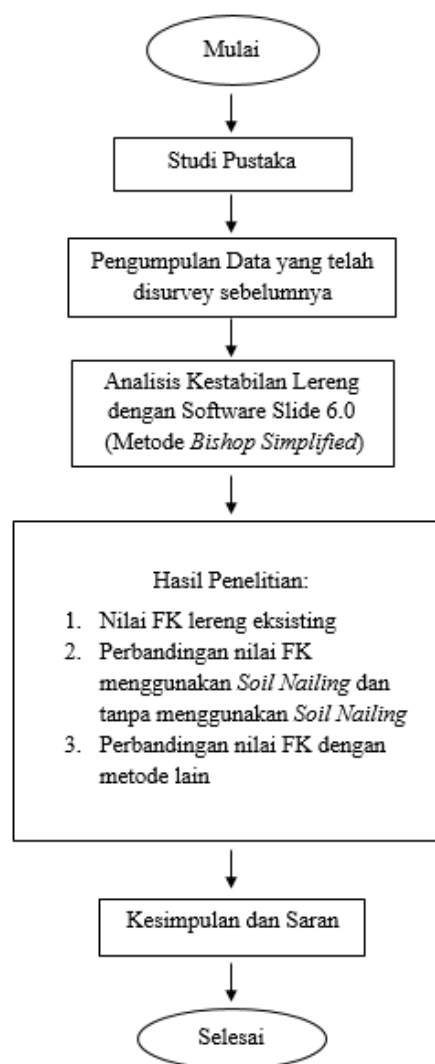 Mulai
Studi Pustaka
Pengumpulan Data yang telah
disurvey sebelumnya
Analisis Kestabilan Lereng
dengan Software Slide 6.0
(Metode Bishop Simplified)
Hasil Penelitian:
1. Nilai FK lereng eksisting
2. Perbandingan nilai FK
menggunakan Soil Nailing dan
tanpa menggunakan Soil Nailing
3. Perbandingan nilai FK dengan
metode lain
Kesimpulan dan Saran
Selesai